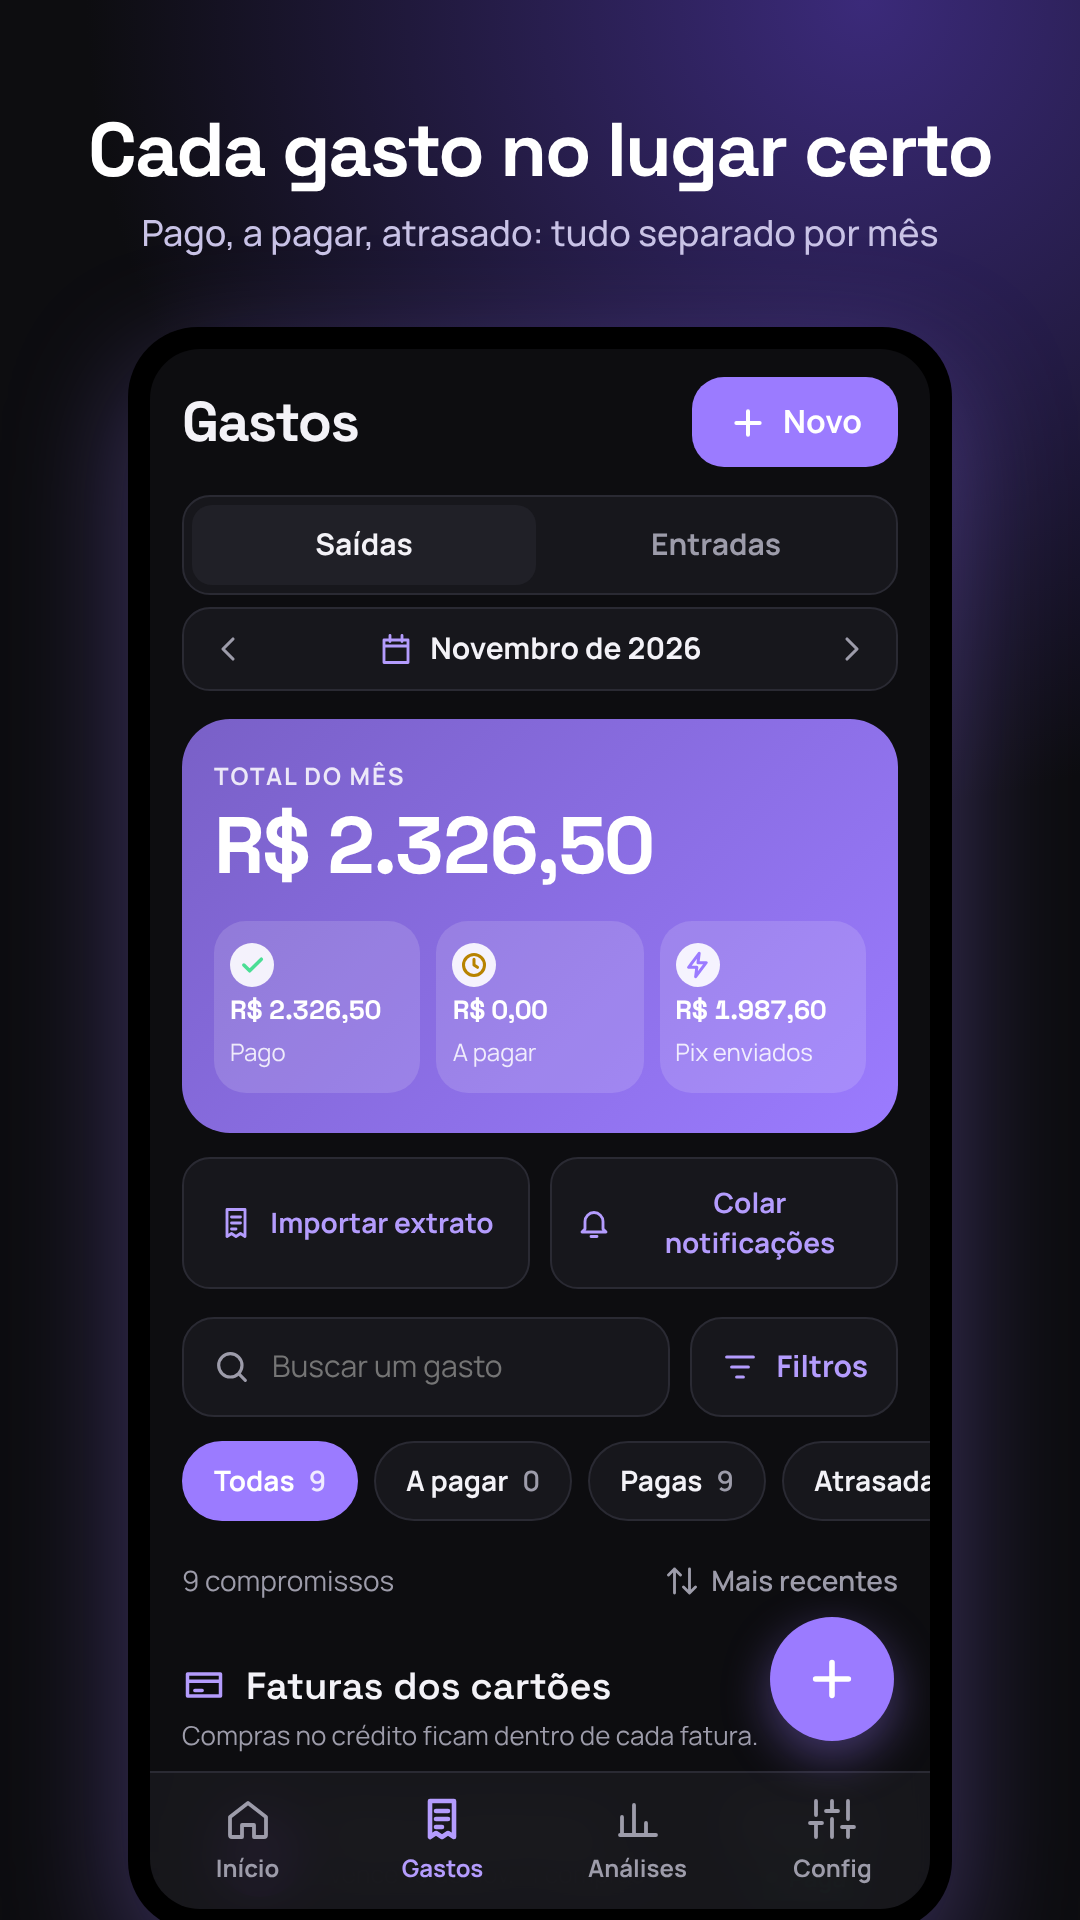 Cada gasto no lugar certo
Pago, a pagar, atrasado: tudo separado por mês
Gastos
Novo
Saídas
Entradas
Novembro de 2026
TOTAL DO MÊS
R$ 2.326,50
R$ 2.326,50
Pago
R$ 0,00
A pagar
R$ 1.987,60
Pix enviados
Importar extrato
Colar
notificações
Buscar um gasto
Filtros
Todas 9
A pagar 0
Pagas 9
Atrasada
9 compromissos
Mais recentes
Faturas dos cartões
Compras no crédito ficam dentro de cada fatura.
Início
Gastos
Análises
Config